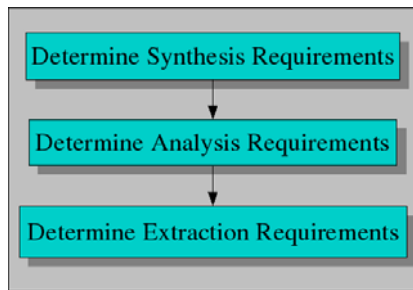 Determine Synthesis Requirements
Determine Analysis Requirements
Determine Extraction Requirements